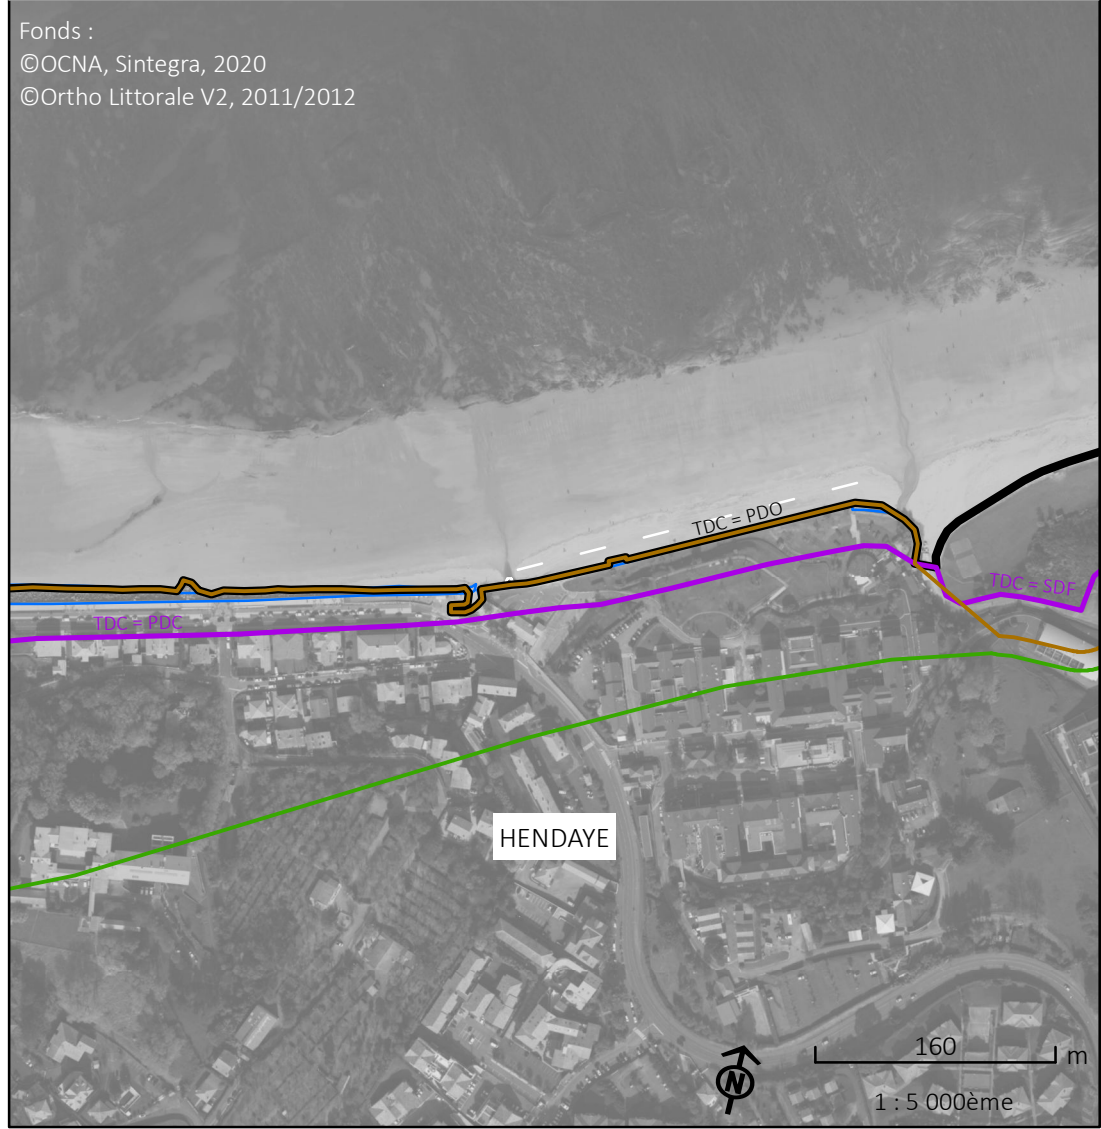 Fonds :
©OCNA, Sintegra, 2020
©Ortho Littorale V2, 2011/2012
TDC = PDO
TDC = SDF
TDC = PDC
HENDAYE
N
160
m
1 : 5 000ème